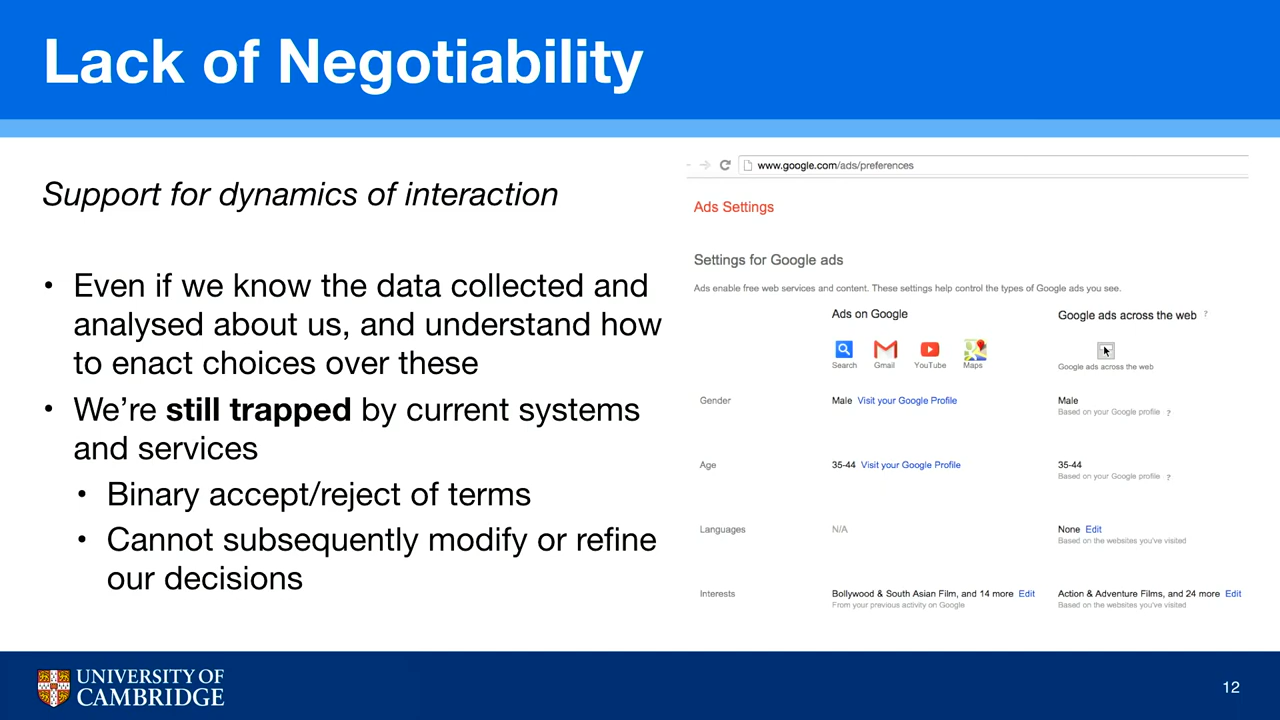 Lack of Negotiability
Support for dynamics of interaction
• Even if we know the data collected and
analysed about us, and understand how
to enact choices over these
• We’re still trapped by current systems
and services
• Binary accept/reject of terms
• Cannot subsequently modify or refine
our decisions
www.google.com/ads/preferences
Ads Settings
Settings for Google ads
Ads enable free web services and content. These settings help control the types of Google ads you see.
Ads on Google
Google ads across the web ?
Search Gmail YouTube Maps
Google ads across the web
Gender
Male Visit your Google Profile
Male
Based on your Google profile ?
Age
35-44 Visit your Google Profile
35-44
Based on your Google profile ?
Languages
N/A
None Edit
Based on the websites you've visited
Interests
Bollywood & South Asian Film, and 14 more Edit
From your previous activity on Google
Action & Adventure Films, and 24 more Edit
Based on the websites you've visited
UNIVERSITY OF
CAMBRIDGE
12